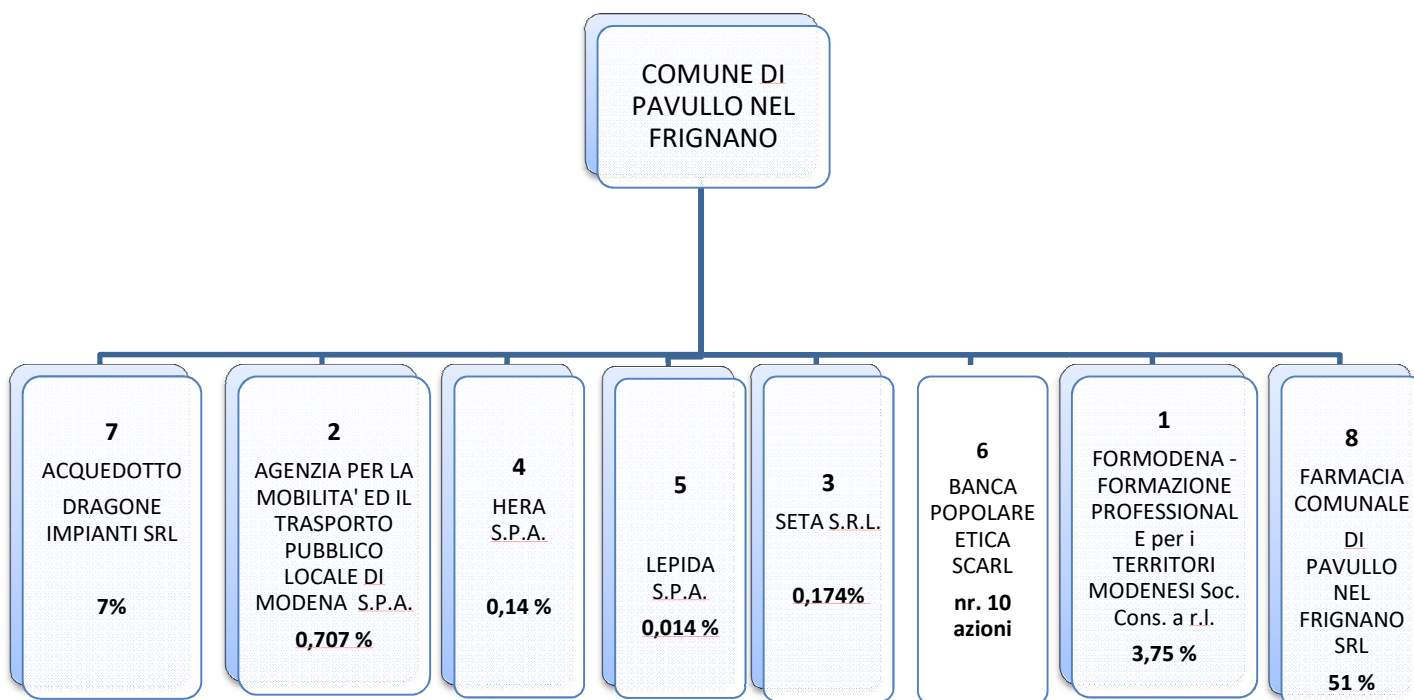 COMUNE DI
PAVULLO NEL
FRIGNANO
7
ACQUEDOTTO
DRAGONE
IMPIANTI SRL
7%
2
AGENZIA PER LA
MOBILITA' ED IL
TRASPORTO
PUBBLICO
LOCALE DI
MODENA S.P.A.
0,707 %
4
HERA
S.P.A.
0,14 %
5
LEPIDA
S.P.A.
0,014 %
3
SETA S.R.L.
0,174%
6
BANCA
POPOLARE
ETICA
SCARL
nr. 10
azioni
1
FORMODENA -
FORMAZIONE
PROFESSIONAL
E per i
TERRITORI
MODENESI Soc.
Cons. a r.l.
3,75 %
8
FARMACIA
COMUNALE
DI
PAVULLO
NEL
FRIGNANO
SRL
51 %